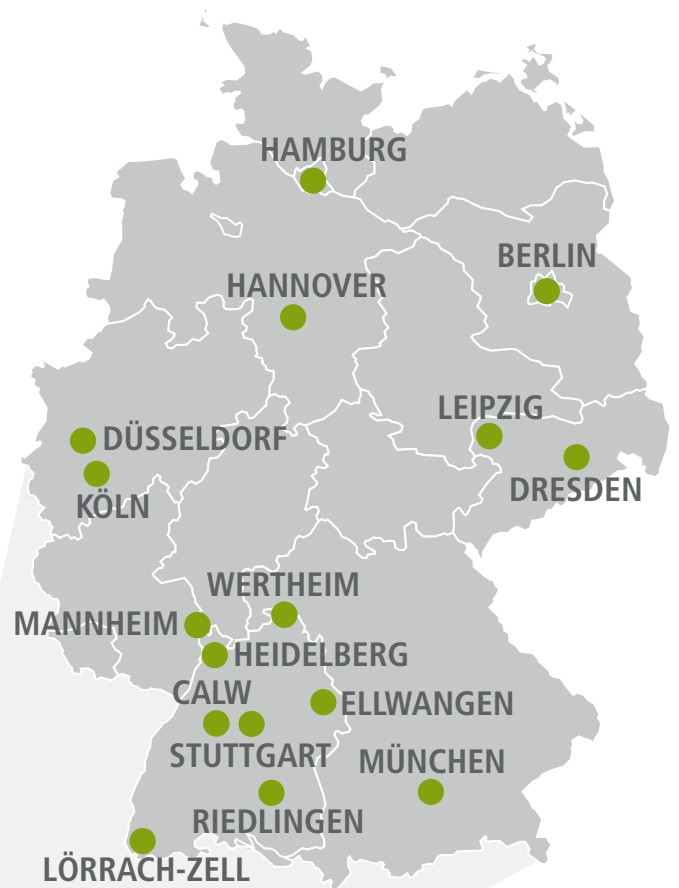 HAMBURG
BERLIN
HANNOVER
LEIPZIG
DÜSSELDORF
DRESDEN
KÖLN
WERTHEIM
MANNHEIM
HEIDELBERG
CALW
ELLWANGEN
STUTTGART
MÜNCHEN
RIEDLINGEN
LÖRRACH-ZELL